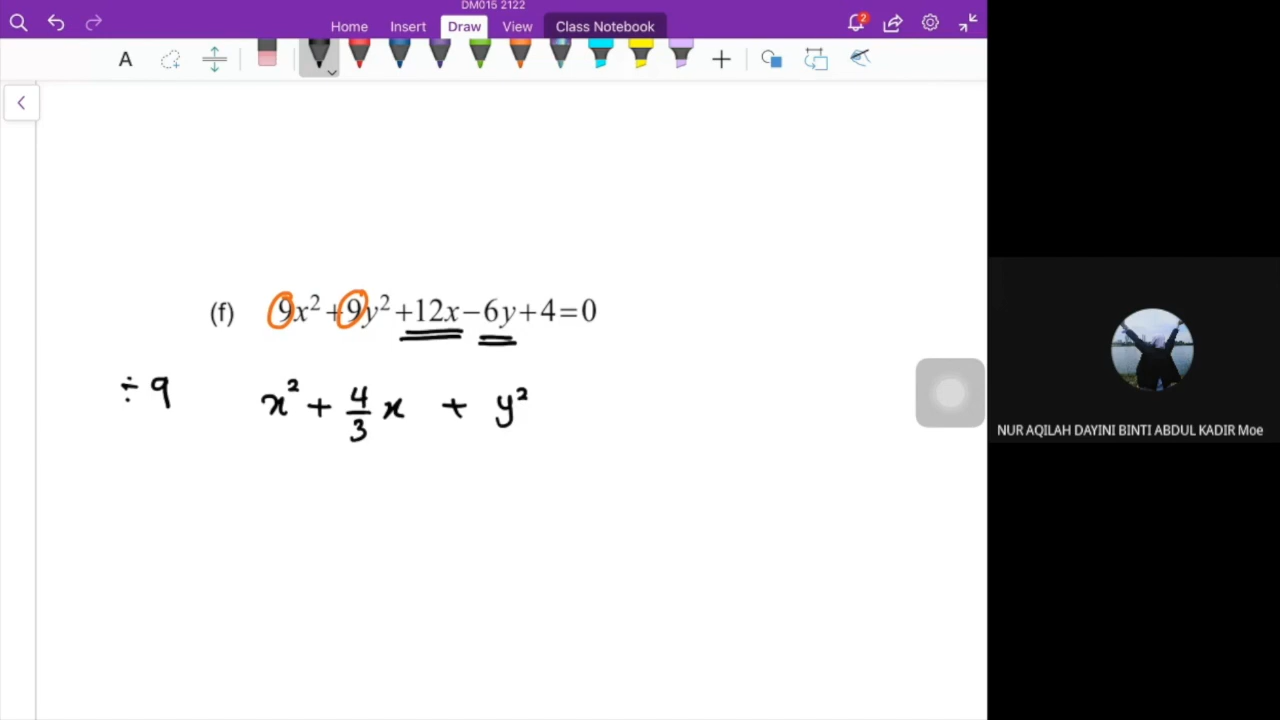 DM015 2122
Home Insert Draw View Class Notebook
2
A
(f) 9x² + 9y² + 12x − 6y + 4 = 0
÷ 9 x² + 4/3 x + y²
NUR AQILAH DAYINI BINTI ABDUL KADIR Moe